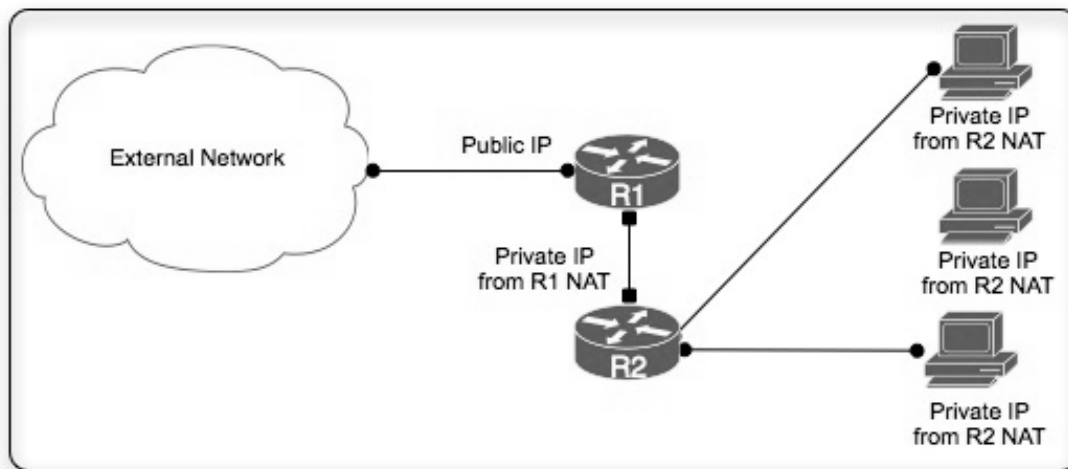 External Network
Public IP
R1
Private IP
from R1 NAT
R2
Private IP
from R2 NAT
Private IP
from R2 NAT
Private IP
from R2 NAT